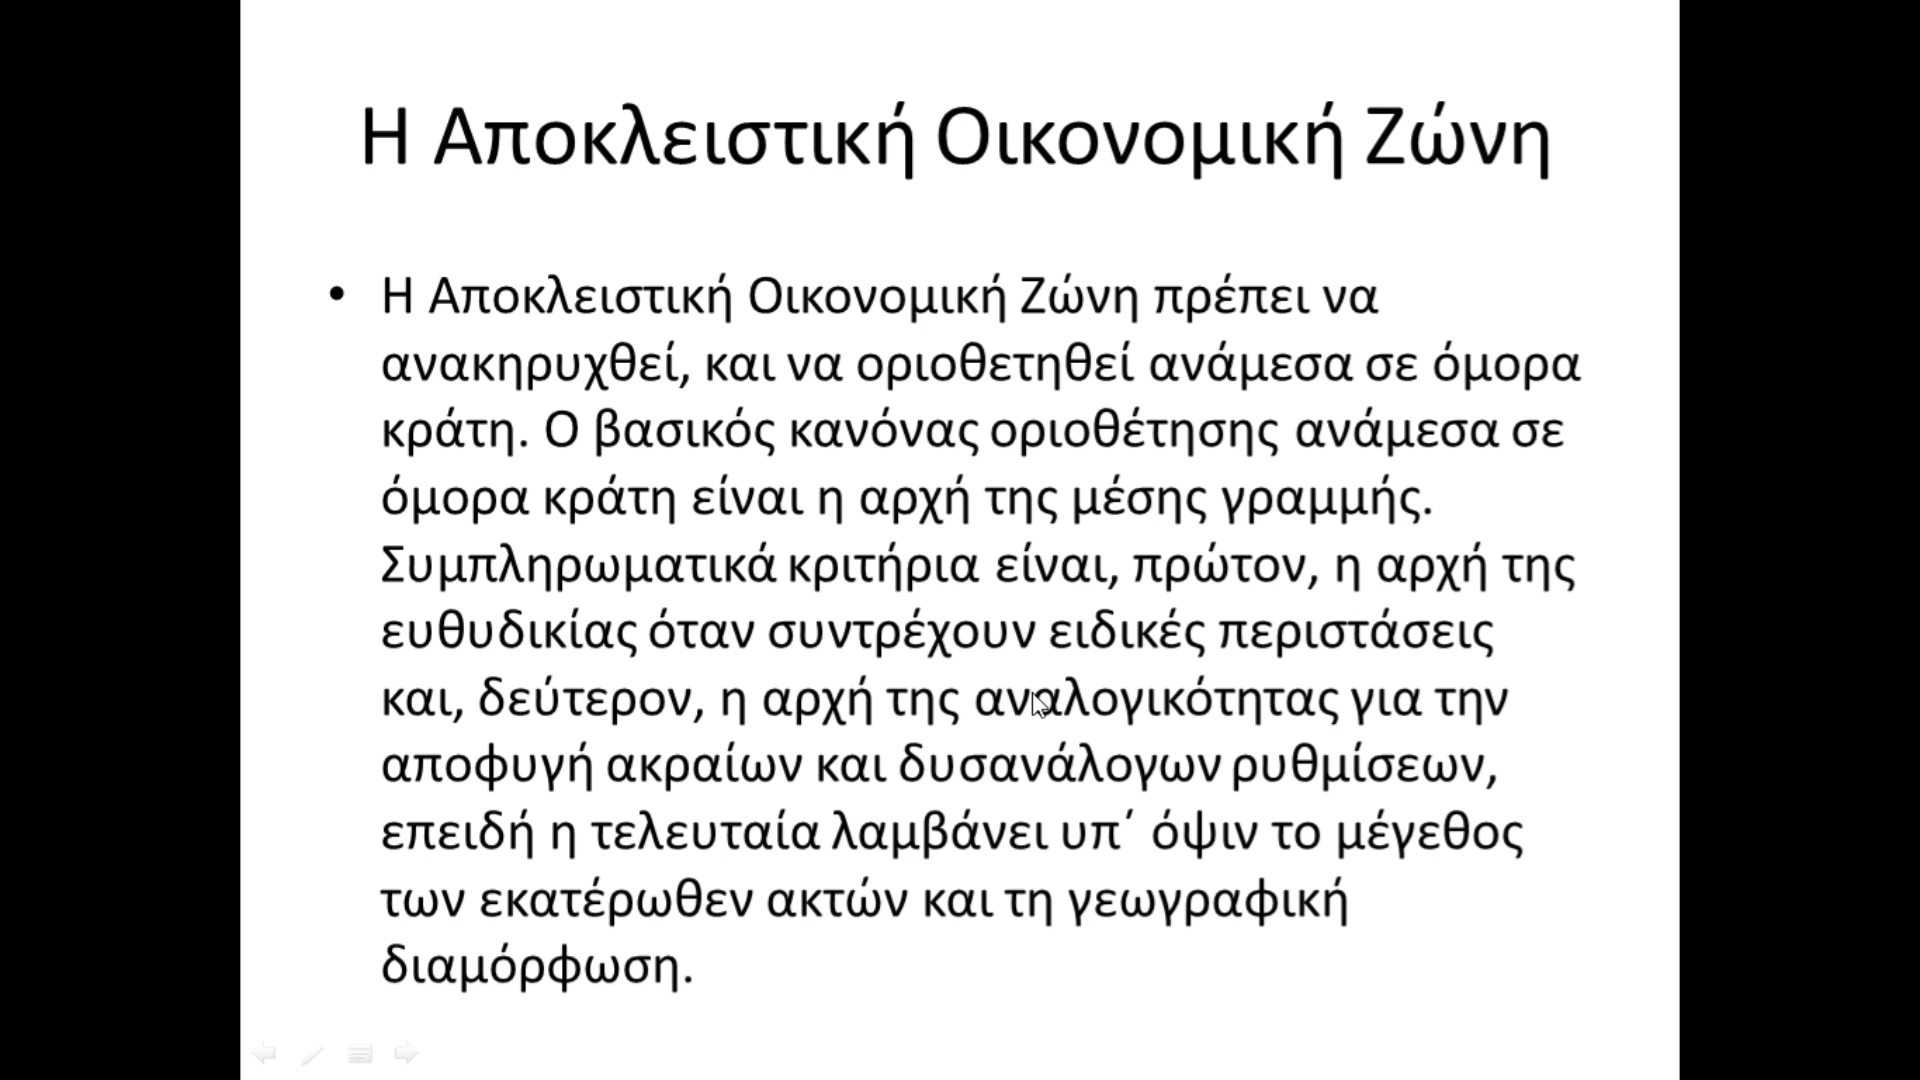 Η Αποκλειστική Οικονομική Ζώνη
• Η Αποκλειστική Οικονομική Ζώνη πρέπει να
ανακηρυχθεί, και να οριοθετηθεί ανάμεσα σε όμορα
κράτη. Ο βασικός κανόνας οριοθέτησης ανάμεσα σε
όμορα κράτη είναι η αρχή της μέσης γραμμής.
Συμπληρωματικά κριτήρια είναι, πρώτον, η αρχή της
ευθυδικίας όταν συντρέχουν ειδικές περιστάσεις
και, δεύτερον, η αρχή της αναλογικότητας για την
αποφυγή ακραίων και δυσανάλογων ρυθμίσεων,
επειδή η τελευταία λαμβάνει υπ΄ όψιν το μέγεθος
των εκατέρωθεν ακτών και τη γεωγραφική
διαμόρφωση.